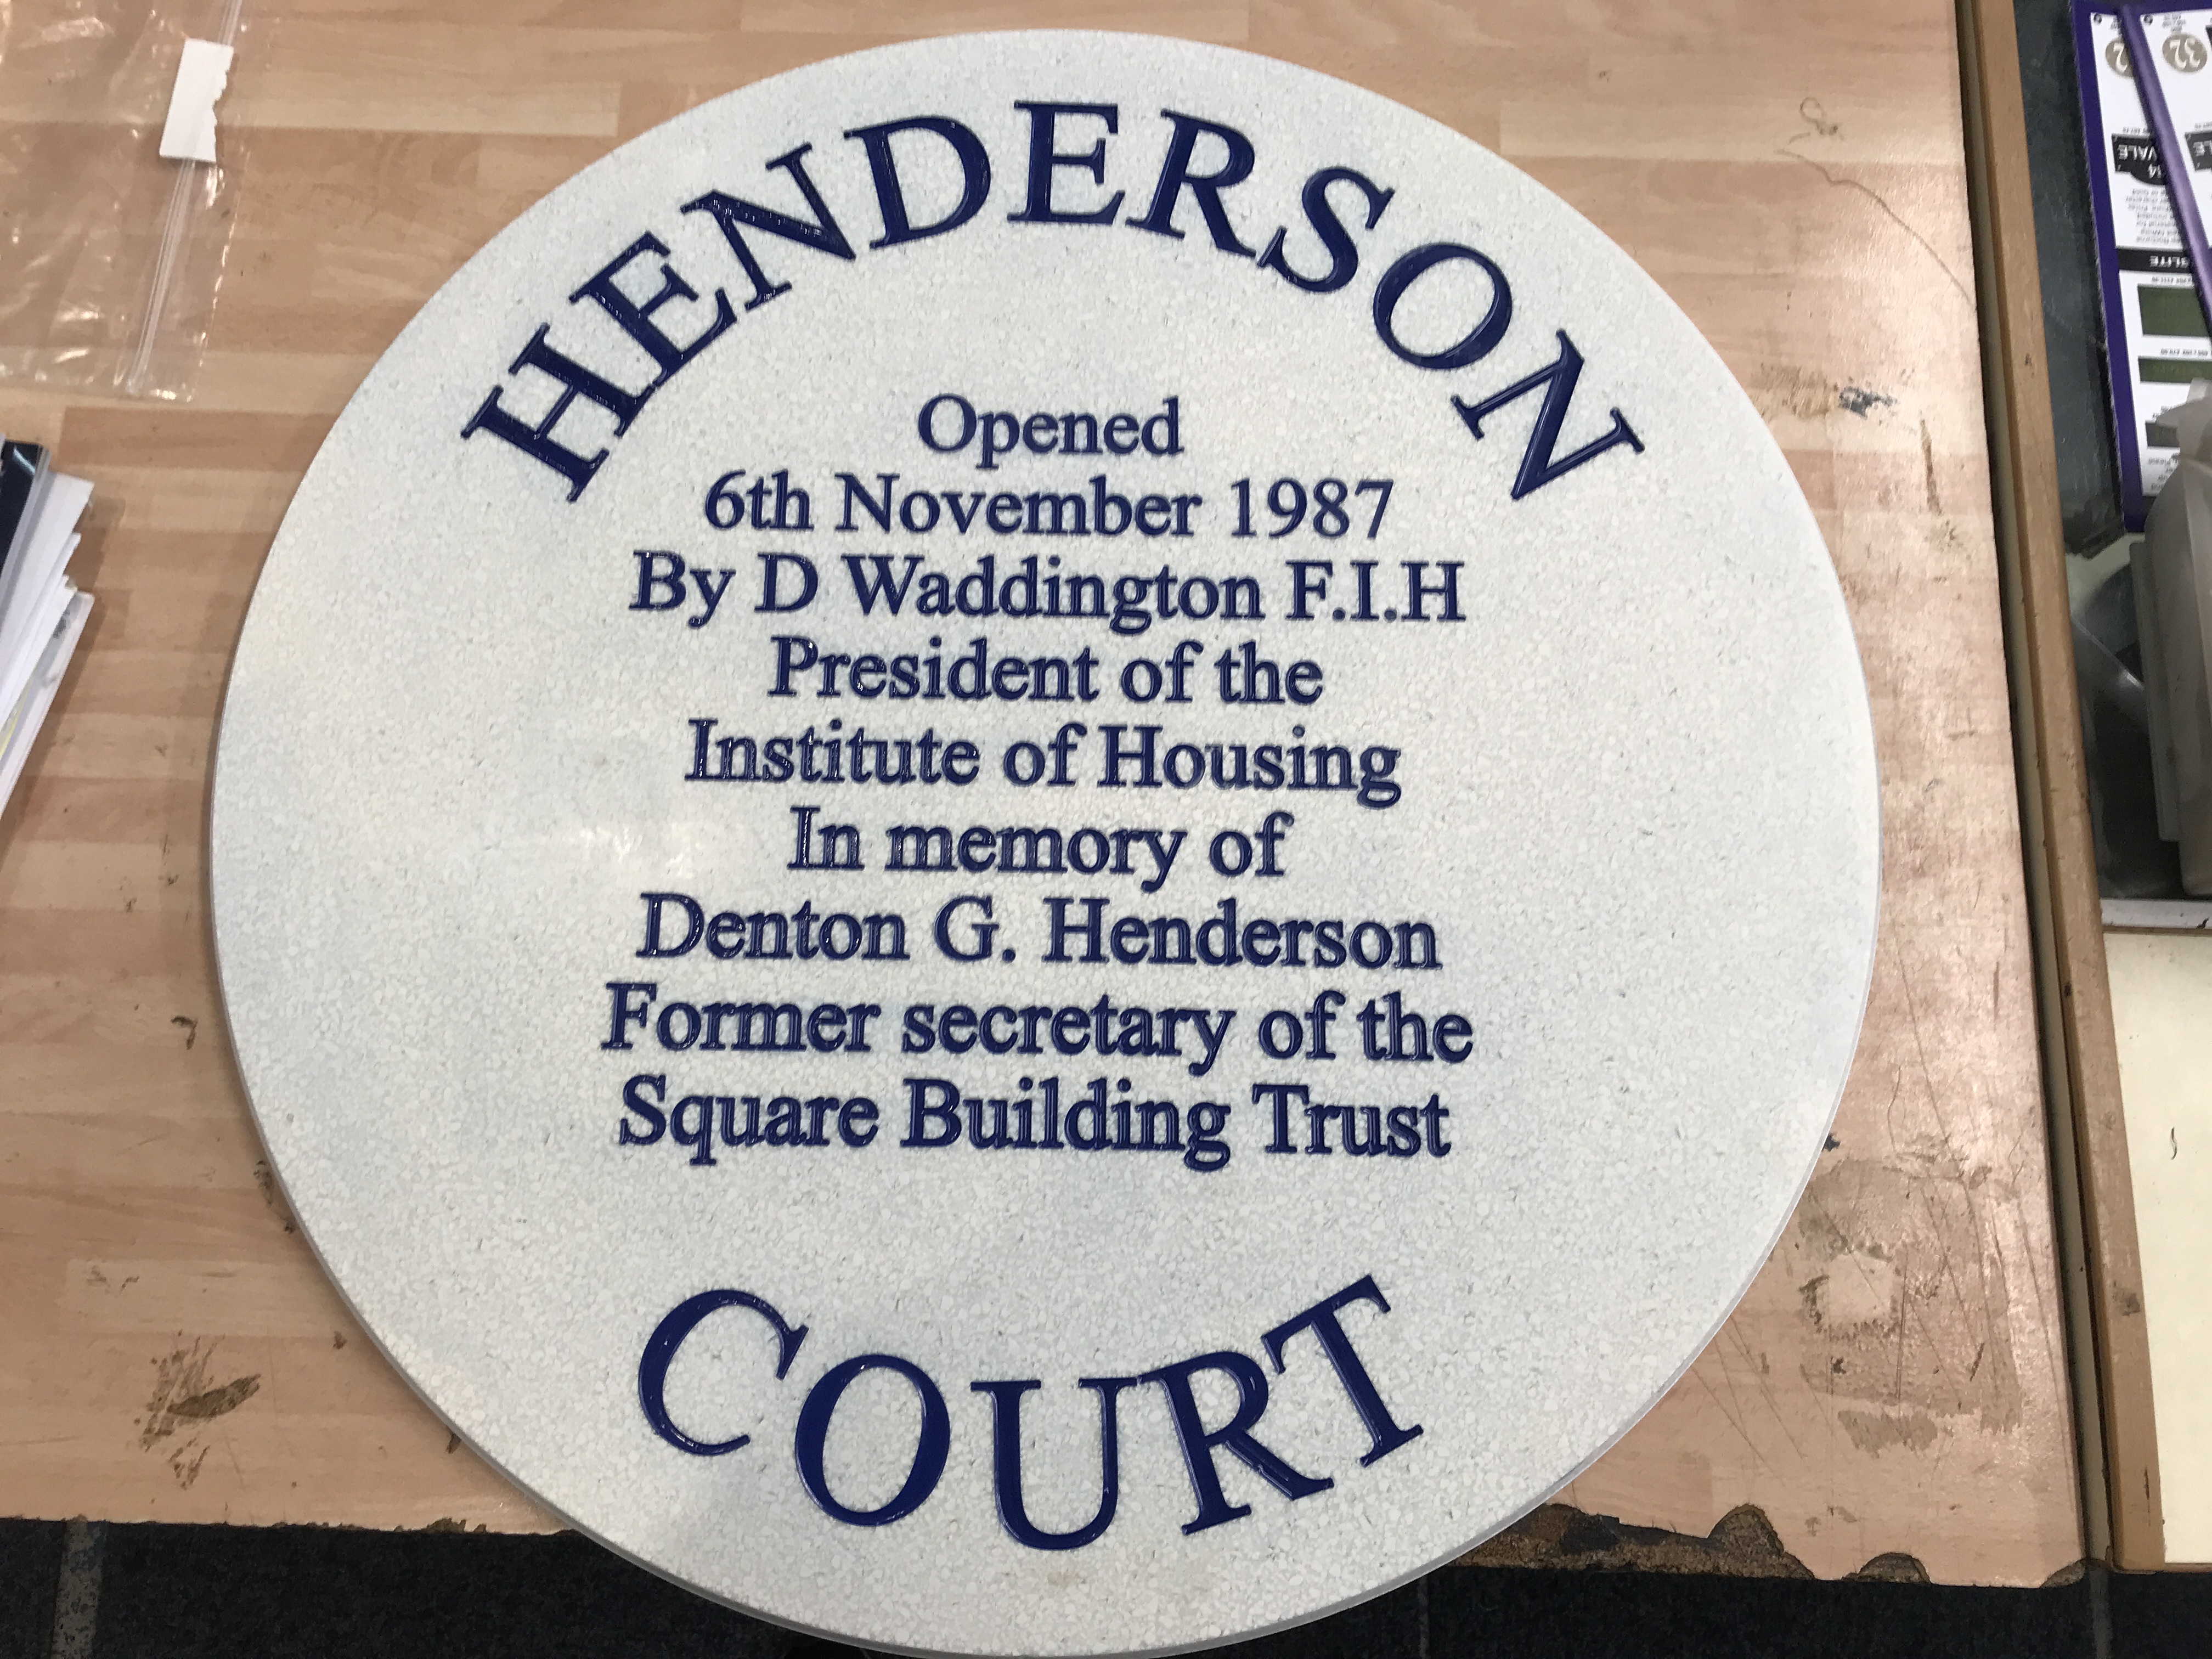 HENDERSON
Opened
6th November 1987
By D Waddington F.I.H
President of the
Institute of Housing
In memory of
Denton G. Henderson
Former secretary of the
Square Building Trust
COURT
32